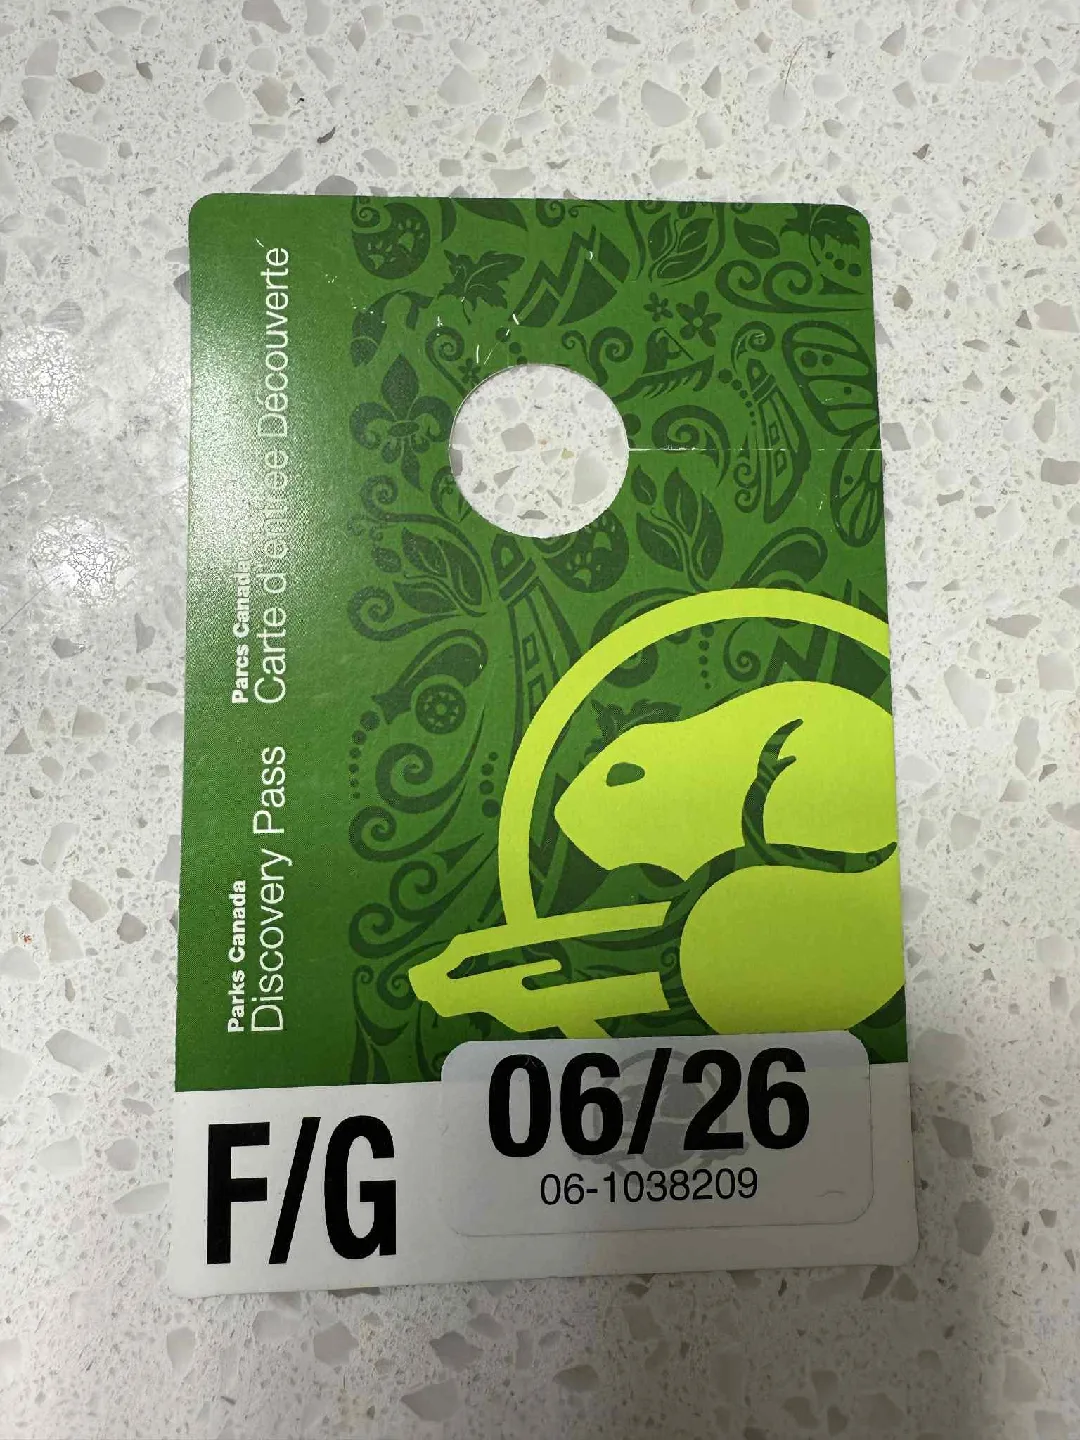 Parks Canada
Discovery Pass
Parcs Canada
Carte d'entrée Découverte
F/G
06/26
06-1038209